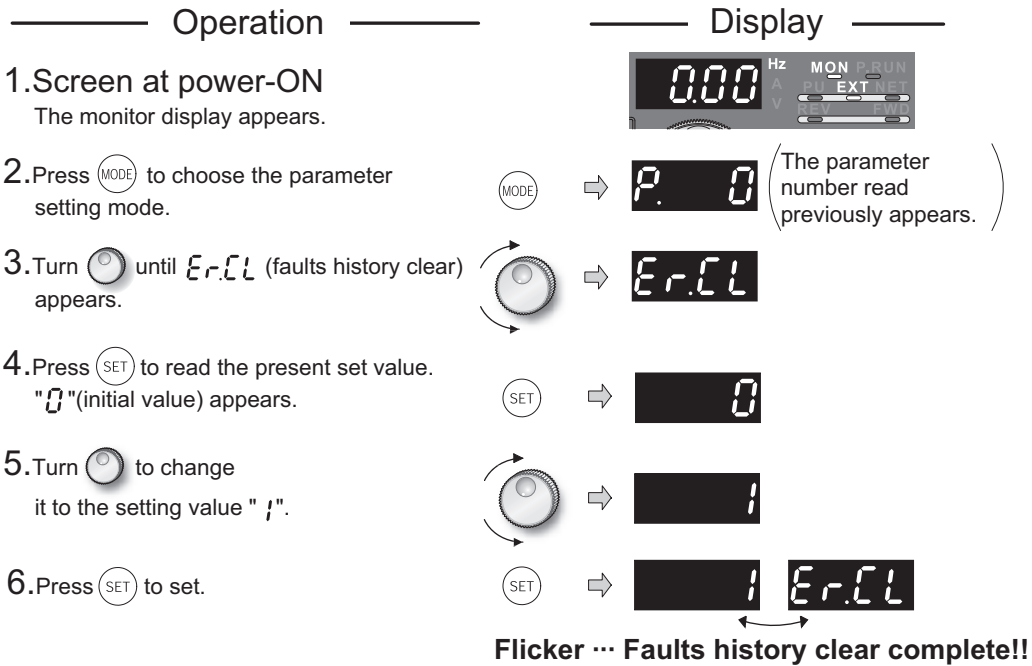 Operation
Display
1.Screen at power-ON
The monitor display appears.
0.00 Hz MON P.RUN
A PU EXT NET
V REV FWD
2.Press MODE to choose the parameter
setting mode.
MODE
P. 0
The parameter
number read
previously appears.
3.Turn until Er.CL (faults history clear)
appears.
Er.CL
4.Press SET to read the present set value.
"0"(initial value) appears.
SET
0
5.Turn to change
it to the setting value " 1".
1
6.Press SET to set.
SET
1 Er.CL
Flicker ··· Faults history clear complete!!